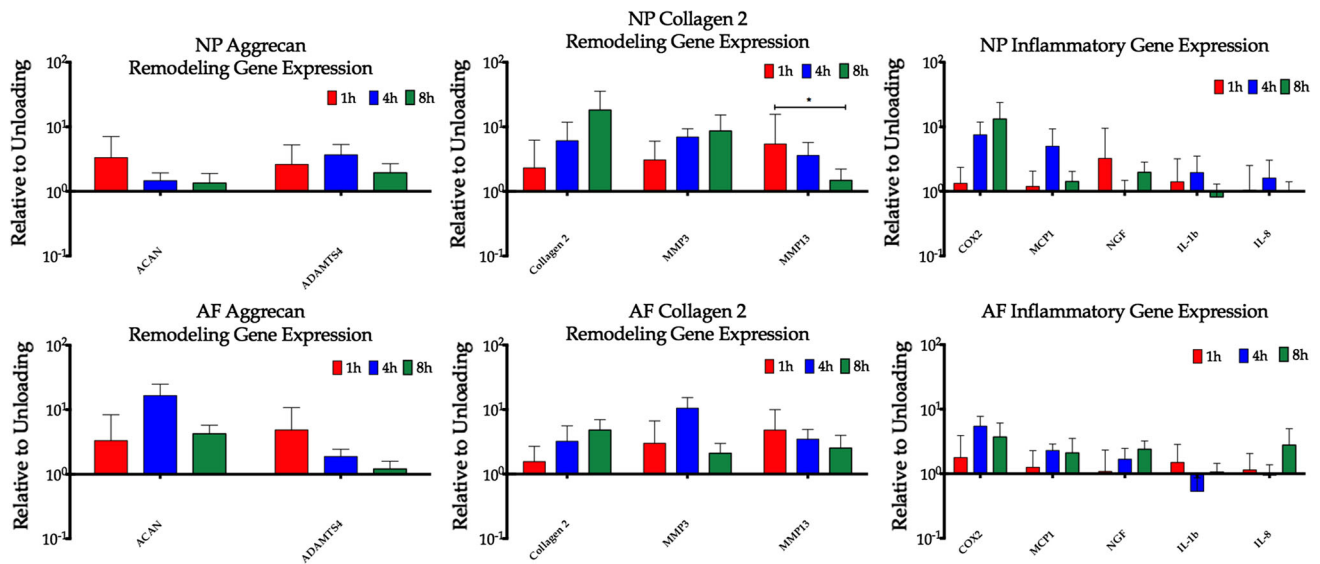 NP Aggrecan
Remodeling Gene Expression
Relative to Unloading
10²
10¹
10⁰
10⁻¹
1h 4h 8h
ACAN
ADAMTS4
NP Collagen 2
Remodeling Gene Expression
Relative to Unloading
10²
10¹
10⁰
10⁻¹
1h 4h 8h
*
Collagen 2
MMP3
MMP13
NP Inflammatory Gene Expression
Relative to Unloading
10²
10¹
10⁰
10⁻¹
1h 4h 8h
COX2
MCP1
NGF
IL-1b
IL-8
AF Aggrecan
Remodeling Gene Expression
Relative to Unloading
10²
10¹
10⁰
10⁻¹
1h 4h 8h
ACAN
ADAMTS4
AF Collagen 2
Remodeling Gene Expression
Relative to Unloading
10²
10¹
10⁰
10⁻¹
1h 4h 8h
Collagen 2
MMP3
MMP13
AF Inflammatory Gene Expression
Relative to Unloading
10²
10¹
10⁰
10⁻¹
1h 4h 8h
COX2
MCP1
NGF
IL-1b
IL-8